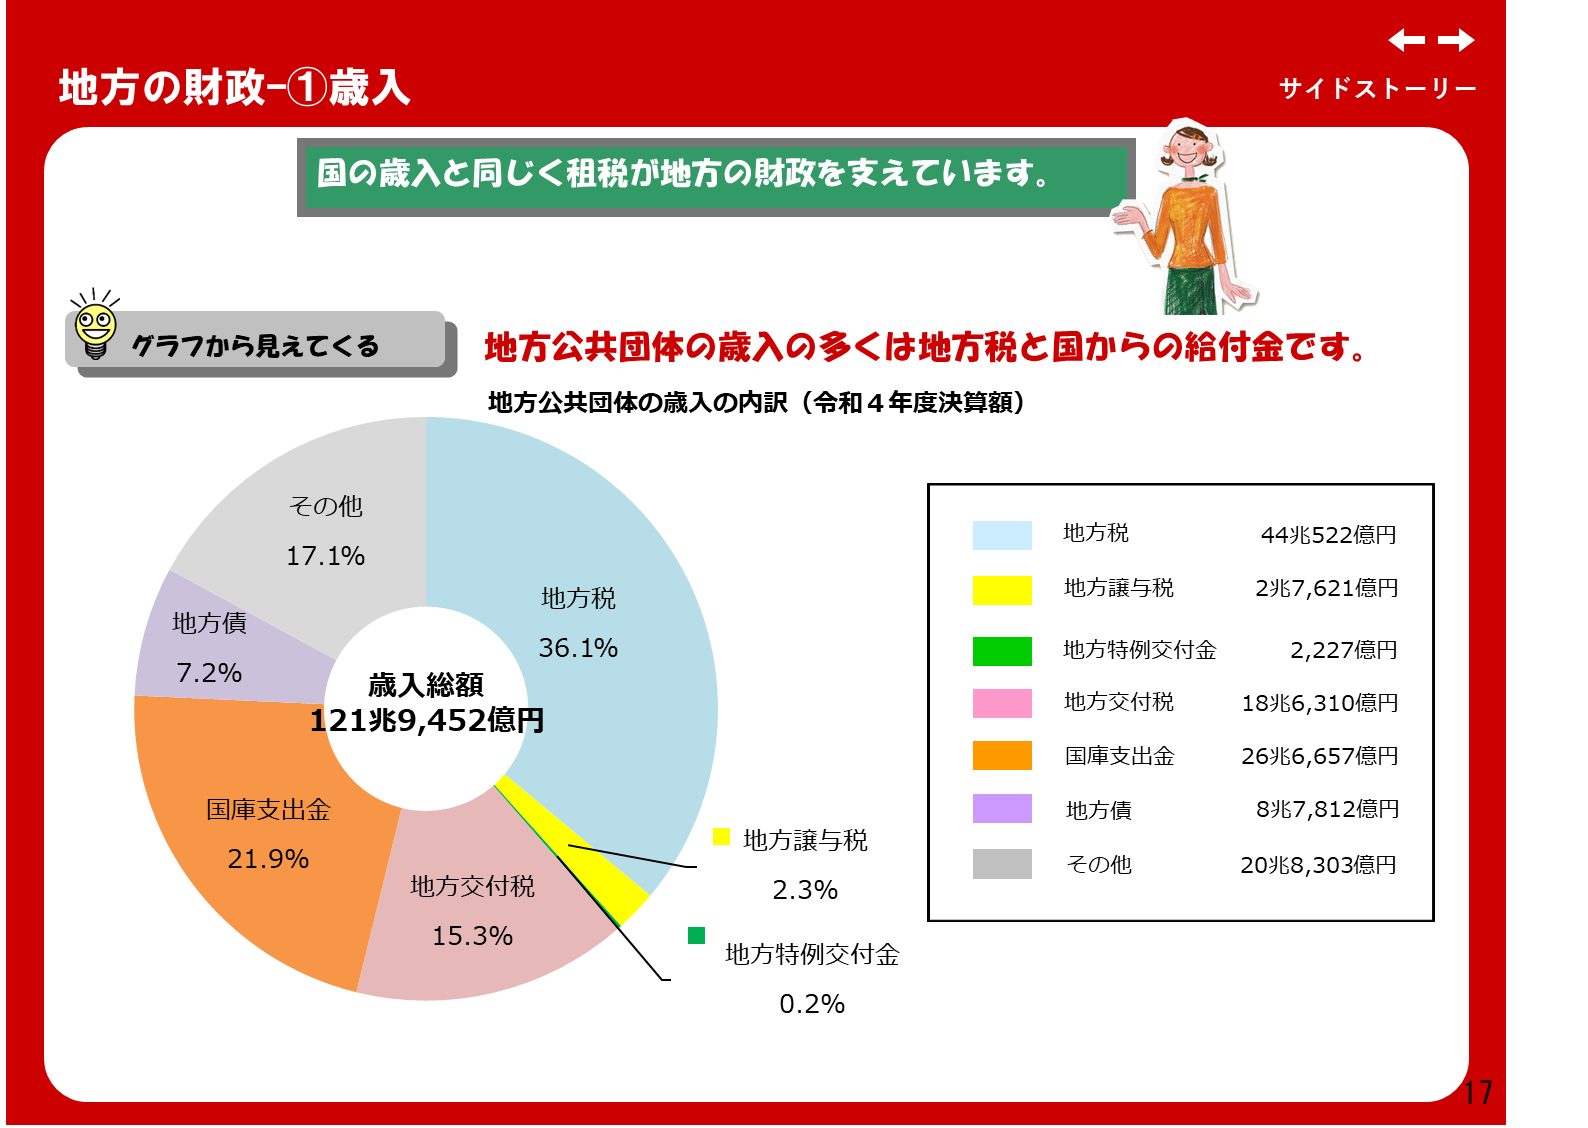 地方の財政-①歳入
サイドストーリー
国の歳入と同じく租税が地方の財政を支えています。
グラフから見えてくる
地方公共団体の歳入の多くは地方税と国からの給付金です。
地方公共団体の歳入の内訳（令和４年度決算額）
その他
17.1%
地方税
36.1%
地方債
7.2%
歳入総額
121兆9,452億円
国庫支出金
21.9%
地方交付税
15.3%
地方譲与税
2.3%
地方特例交付金
0.2%
地方税 44兆522億円
地方譲与税 2兆7,621億円
地方特例交付金 2,227億円
地方交付税 18兆6,310億円
国庫支出金 26兆6,657億円
地方債 8兆7,812億円
その他 20兆8,303億円
17